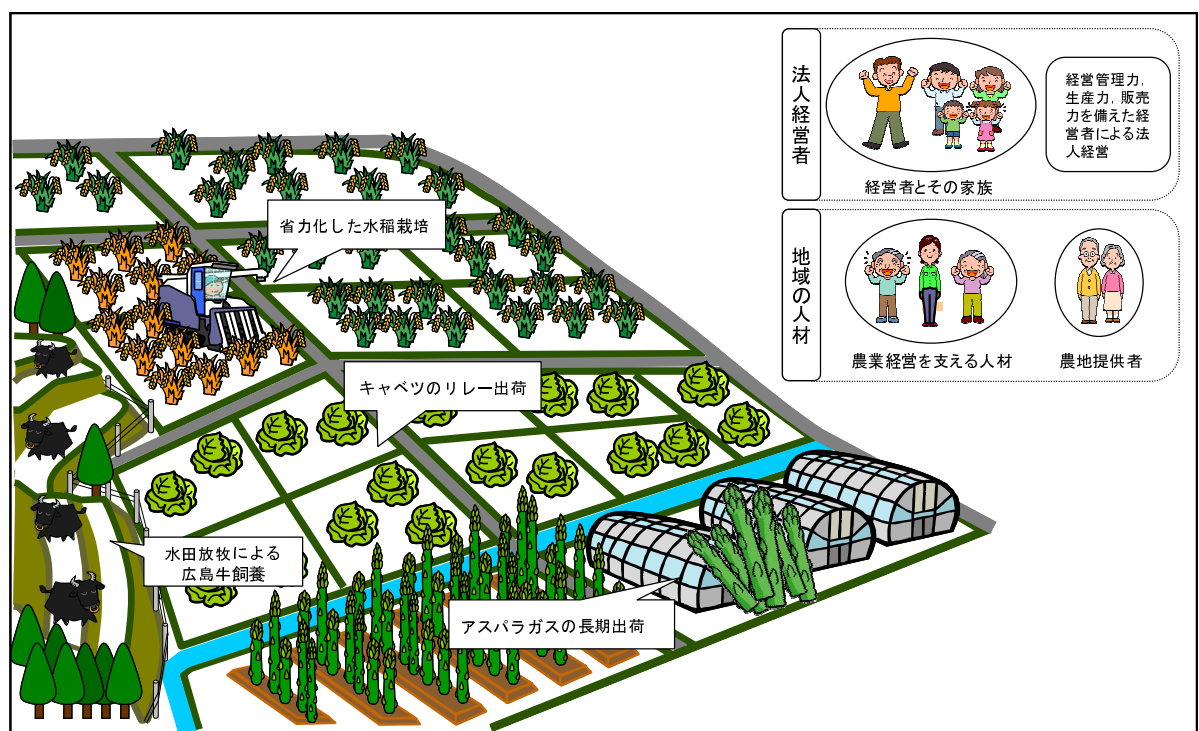 法人経営者
経営者とその家族
経営管理力,
生産力, 販売
力を備えた経
営者による法
人経営
地域の人材
農業経営を支える人材
農地提供者
省力化した水稲栽培
キャベツのリレー出荷
水田放牧による
広島牛飼養
アスパラガスの長期出荷